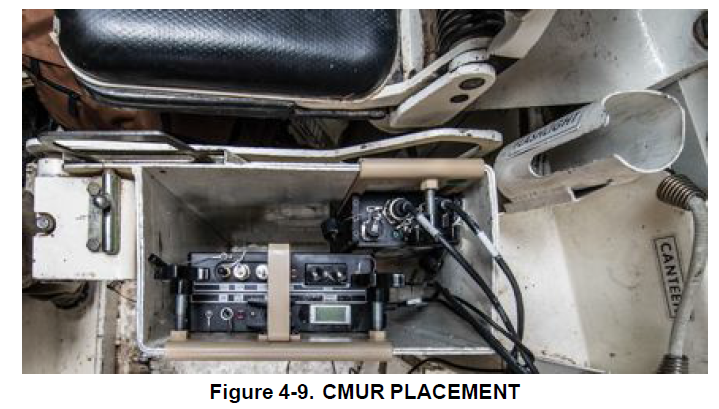 FLASHLIGHT
CANTEEN
Figure 4-9. CMUR PLACEMENT